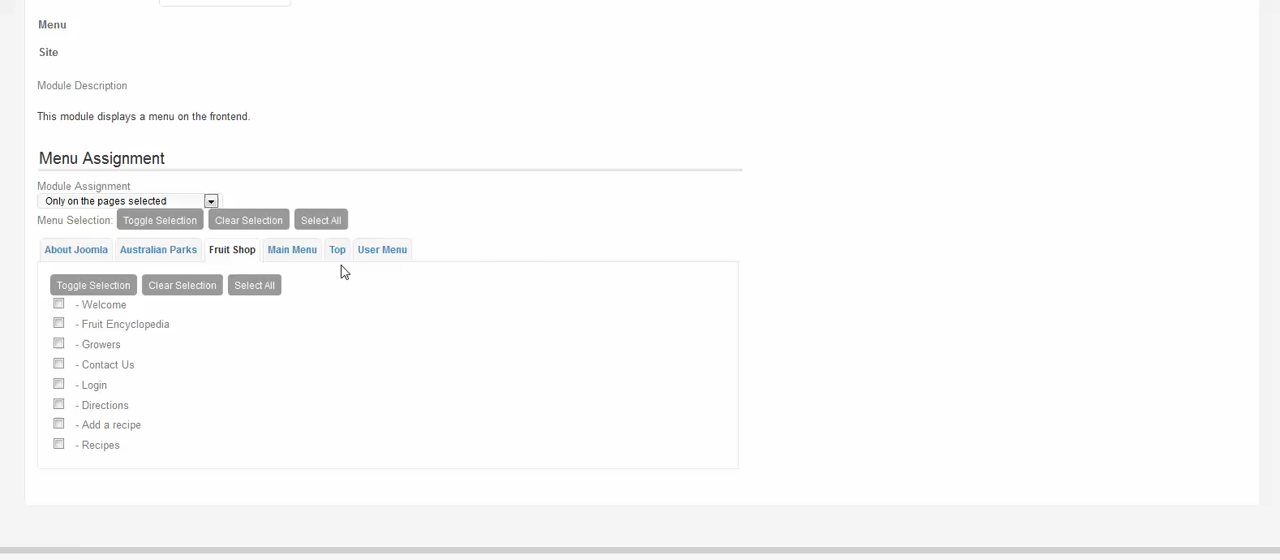 Menu
Site
Module Description
This module displays a menu on the frontend.
Menu Assignment
Module Assignment
Only on the pages selected
Menu Selection: Toggle Selection Clear Selection Select All
About Joomla Australian Parks Fruit Shop Main Menu Top User Menu
Toggle Selection Clear Selection Select All
- Welcome
- Fruit Encyclopedia
- Growers
- Contact Us
- Login
- Directions
- Add a recipe
- Recipes